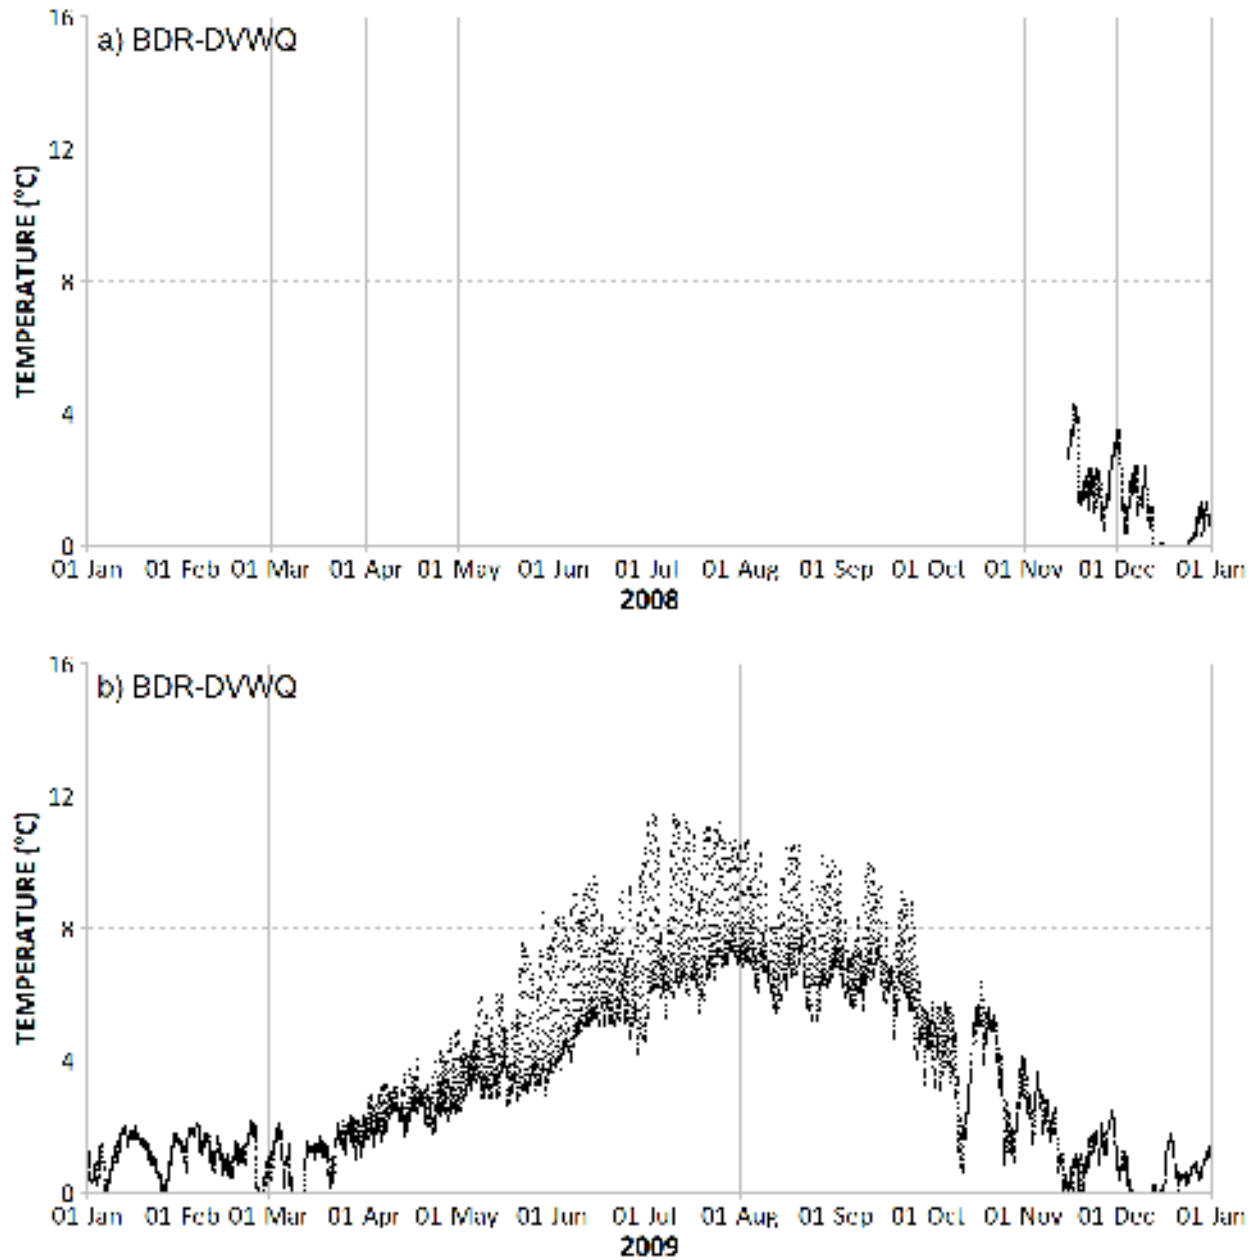 16
a) BDR-DVWQ
12
TEMPERATURE (°C)
8
4
0
01 Jan 01 Feb 01 Mar 01 Apr 01 May 01 Jun 01 Jul 01 Aug 01 Sep 01 Oct 01 Nov 01 Dec 01 Jan
2008
16
b) BDR-DVWQ
12
TEMPERATURE (°C)
8
4
0
01 Jan 01 Feb 01 Mar 01 Apr 01 May 01 Jun 01 Jul 01 Aug 01 Sep 01 Oct 01 Nov 01 Dec 01 Jan
2009